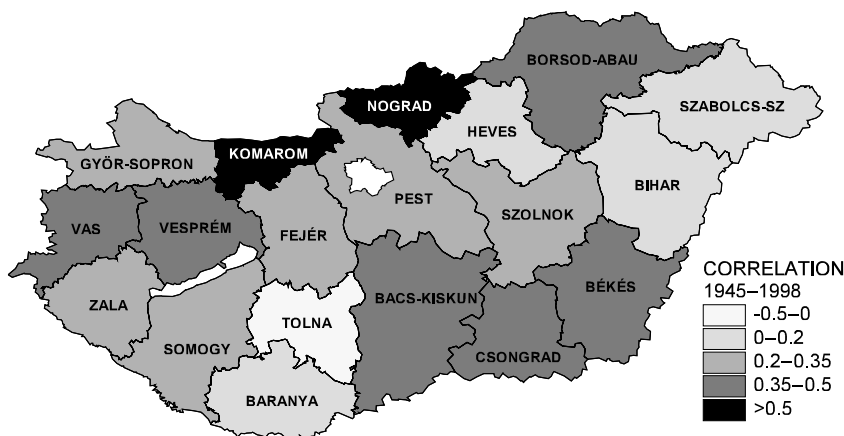 BORSOD-ABAU
NOGRAD
SZABOLCS-SZ
HEVES
KOMAROM
GYÖR-SOPRON
BIHAR
PEST
SZOLNOK
VAS
VESPRÉM
FEJÉR
CORRELATION
1945–1998
-0.5–0
0–0.2
0.2–0.35
0.35–0.5
>0.5
ZALA
BACS-KISKUN
BÉKÉS
TOLNA
SOMOGY
CSONGRAD
BARANYA